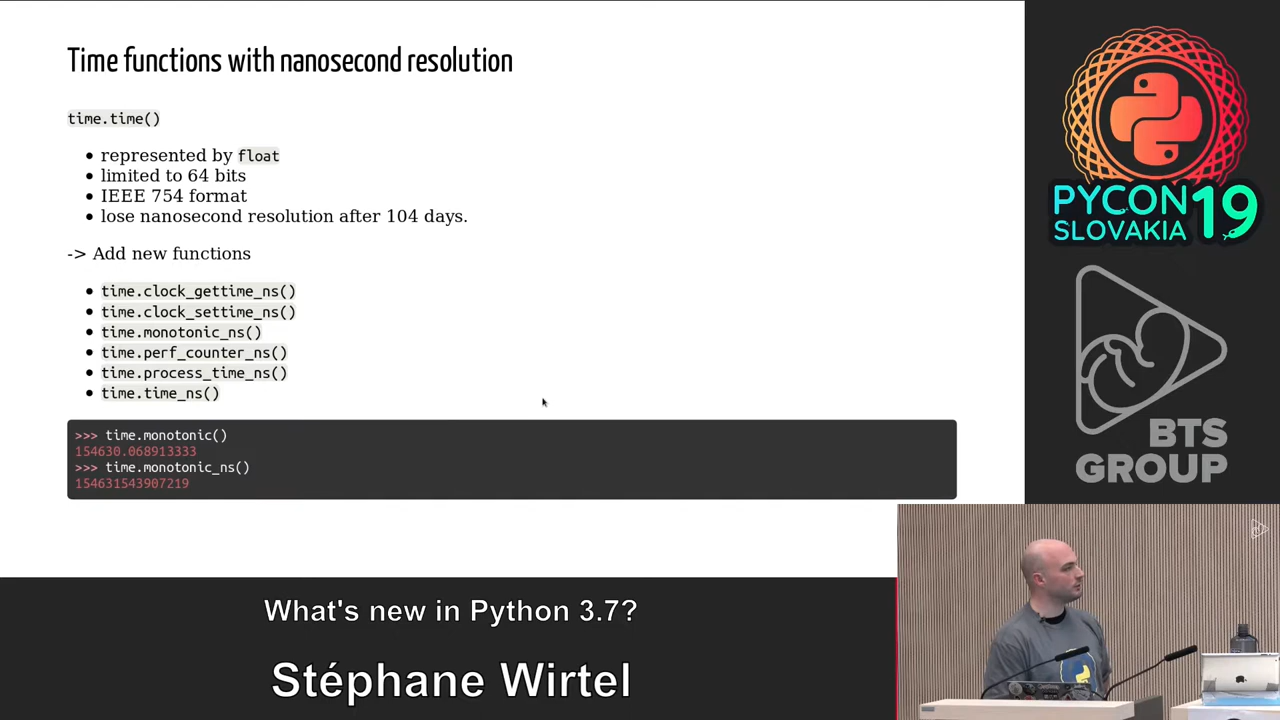 Time functions with nanosecond resolution
time.time()
represented by float
limited to 64 bits
IEEE 754 format
lose nanosecond resolution after 104 days.
-> Add new functions
time.clock_gettime_ns()
time.clock_settime_ns()
time.monotonic_ns()
time.perf_counter_ns()
time.process_time_ns()
time.time_ns()
>>> time.monotonic()
154630.068913333
>>> time.monotonic_ns()
154631543907219
PYCON 19
SLOVAKIA
BTS
GROUP
What's new in Python 3.7?
Stéphane Wirtel